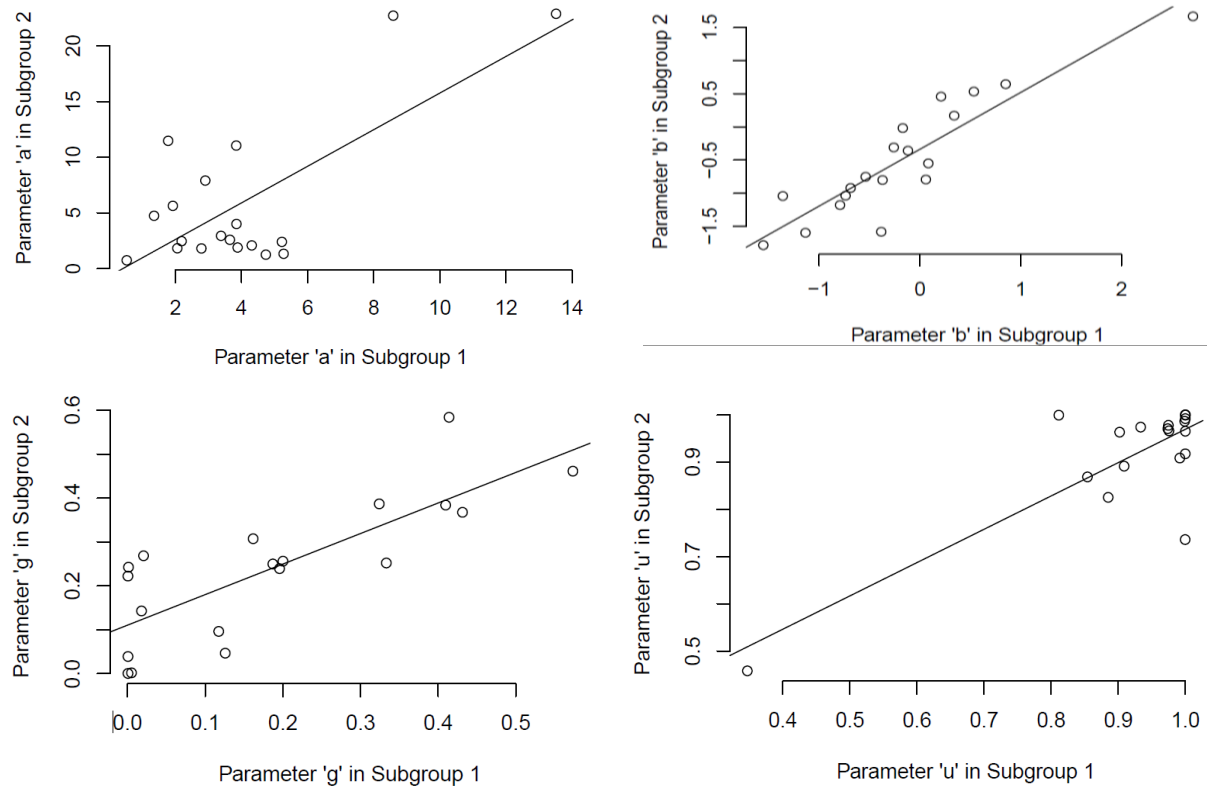 Parameter 'a' in Subgroup 2
20
15
10
5
0
2 4 6 8 10 12 14
Parameter 'a' in Subgroup 1
Parameter 'b' in Subgroup 2
1.5
0.5
−0.5
−1.5
−1 0 1 2
Parameter 'b' in Subgroup 1
Parameter 'g' in Subgroup 2
0.6
0.4
0.2
0.0
0.0 0.1 0.2 0.3 0.4 0.5
Parameter 'g' in Subgroup 1
Parameter 'u' in Subgroup 2
0.9
0.7
0.5
0.4 0.5 0.6 0.7 0.8 0.9 1.0
Parameter 'u' in Subgroup 1